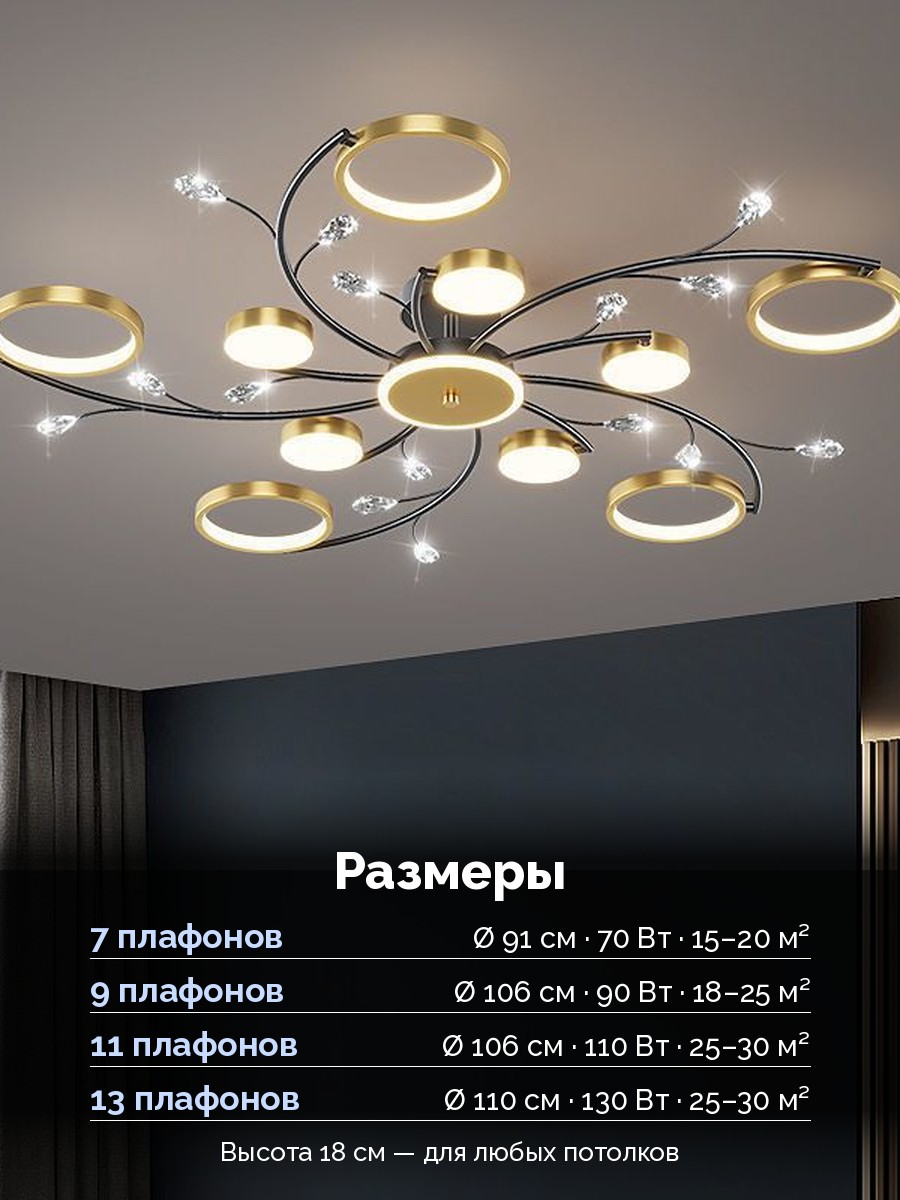 Размеры
7 плафонов Ø 91 см · 70 Вт · 15–20 м²
9 плафонов Ø 106 см · 90 Вт · 18–25 м²
11 плафонов Ø 106 см · 110 Вт · 25–30 м²
13 плафонов Ø 110 см · 130 Вт · 25–30 м²
Высота 18 см — для любых потолков